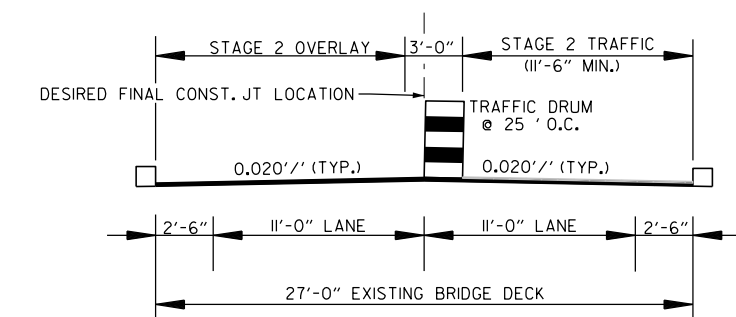 STAGE 2 OVERLAY
3'-0"
STAGE 2 TRAFFIC
(11'-6" MIN.)
DESIRED FINAL CONST. JT LOCATION
TRAFFIC DRUM
@ 25 ' O.C.
0.020'/' (TYP.)
0.020'/' (TYP.)
2'-6"
11'-0" LANE
11'-0" LANE
2'-6"
27'-0" EXISTING BRIDGE DECK